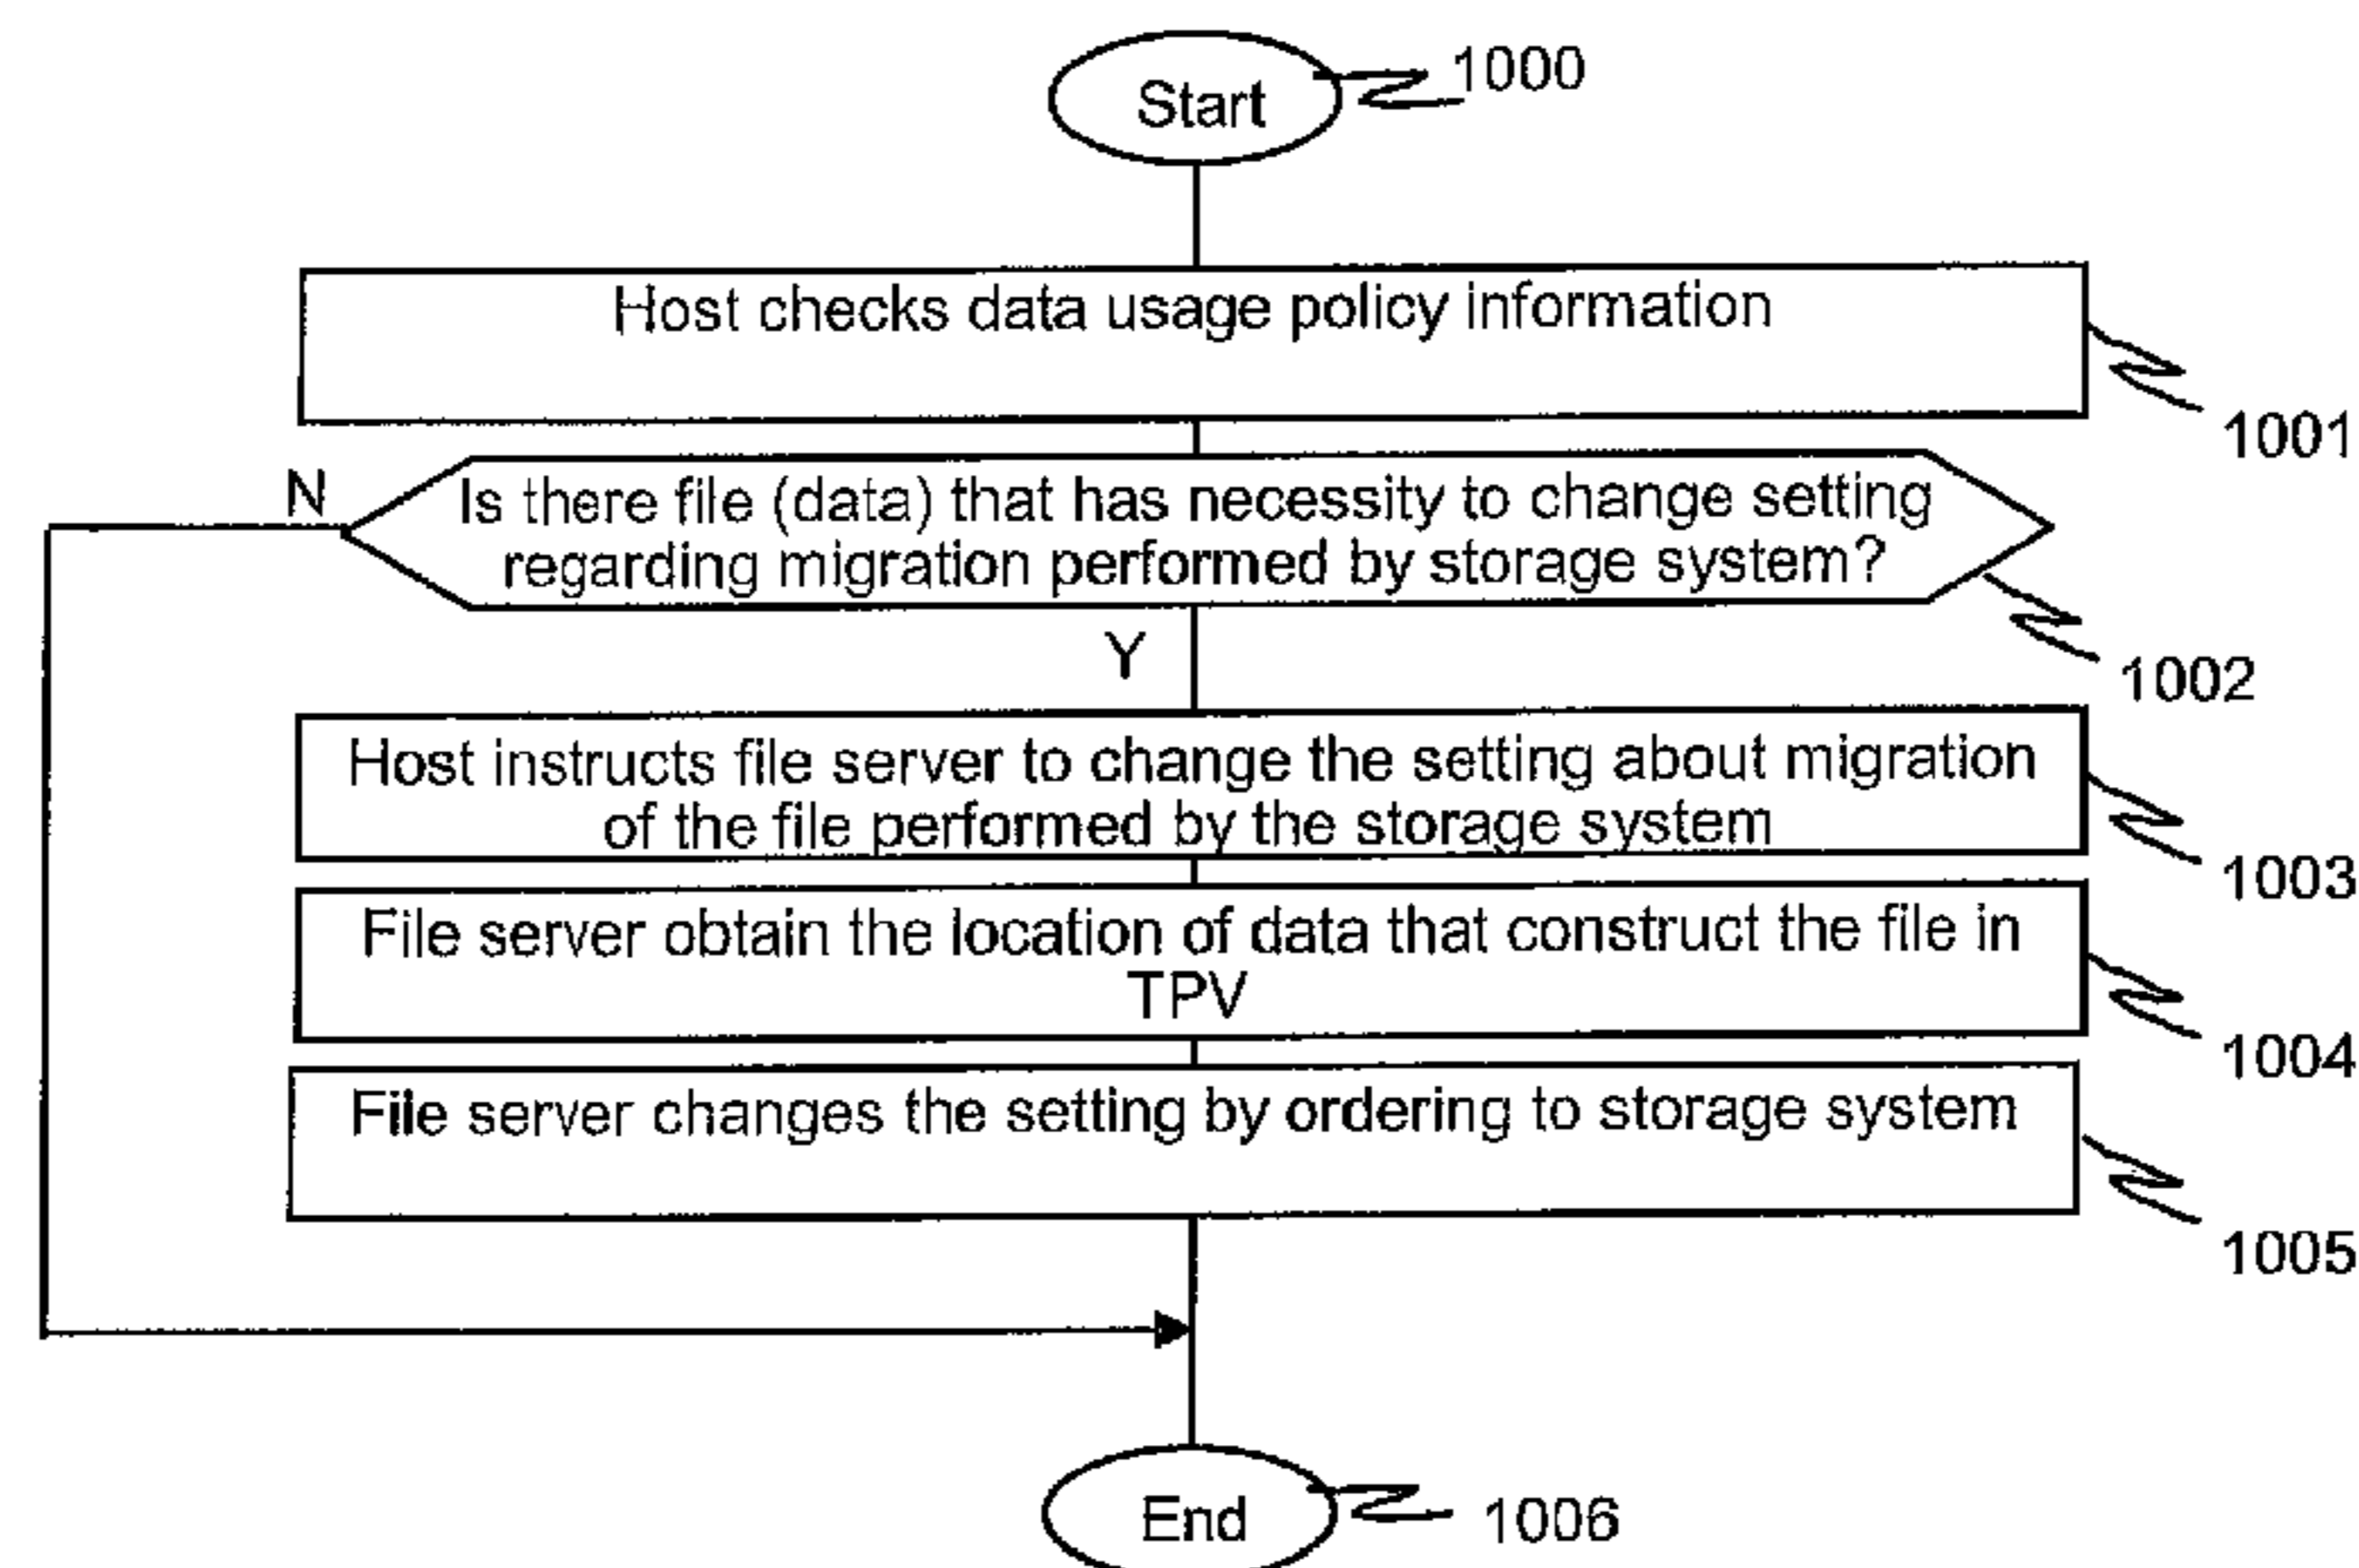 Start
1000
Host checks data usage policy information
1001
N
Is there file (data) that has necessity to change setting
regarding migration performed by storage system?
1002
Y
Host instructs file server to change the setting about migration
of the file performed by the storage system
1003
File server obtain the location of data that construct the file in
TPV
1004
File server changes the setting by ordering to storage system
1005
End
1006